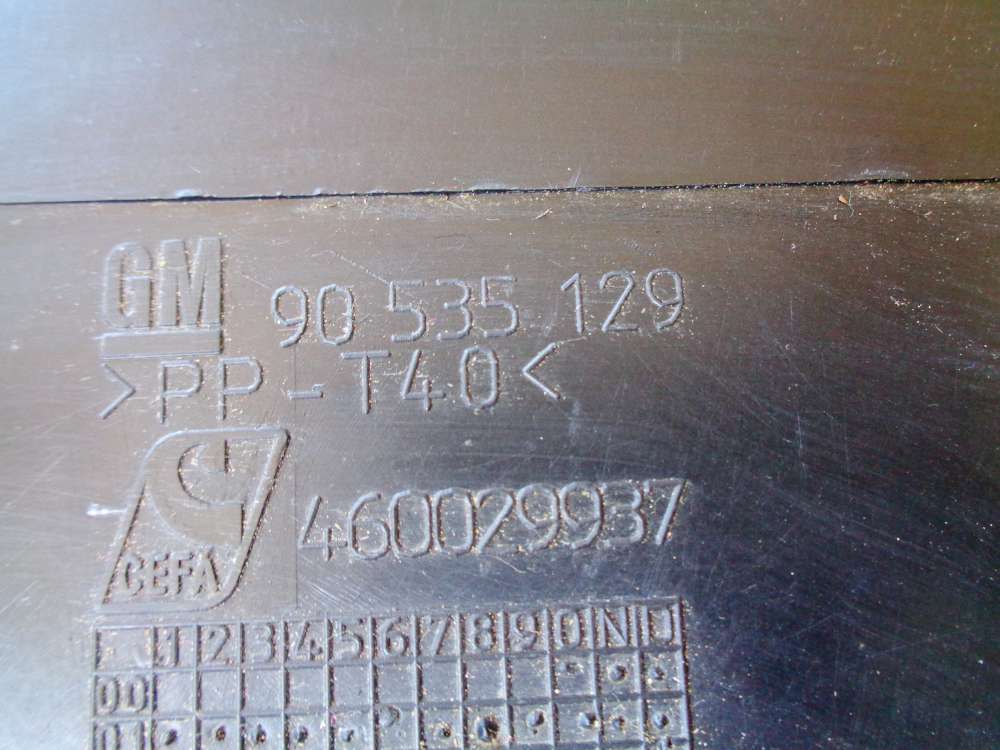 GM 90 535 129
>PP-T40<
CEFA 460029937
1 2 3 4 5 6 7 8 9 O N D
00
01